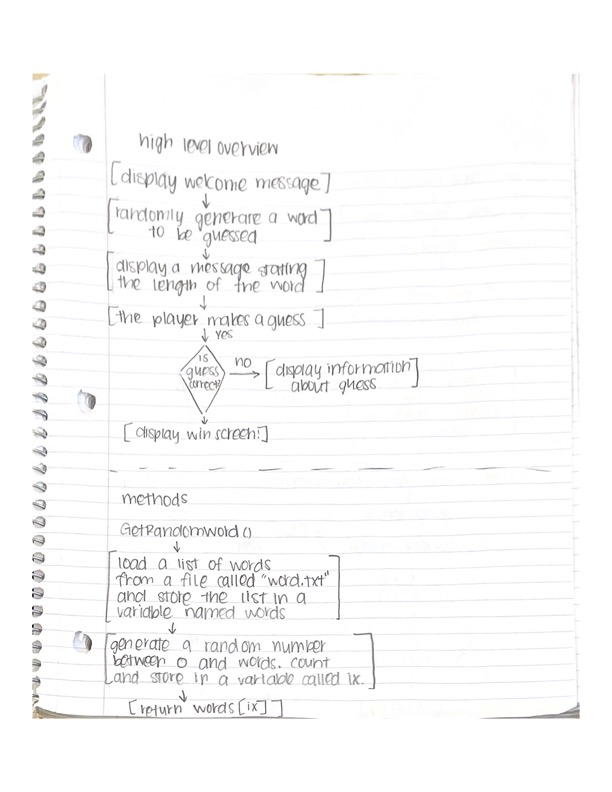 high level overview
[display welcome message]
[randomly generate a word
to be guessed]
[display a message stating
the length of the word]
[the player makes a guess]
yes
is
guess
correct?
no
[display information
about guess]
[display win screen!]
methods
GetRandomWord()
[load a list of words
from a file called "word.txt"
and store the list in a
variable named words]
[generate a random number
between 0 and words.count
and store in a variable called ix.]
[return words[ix]]